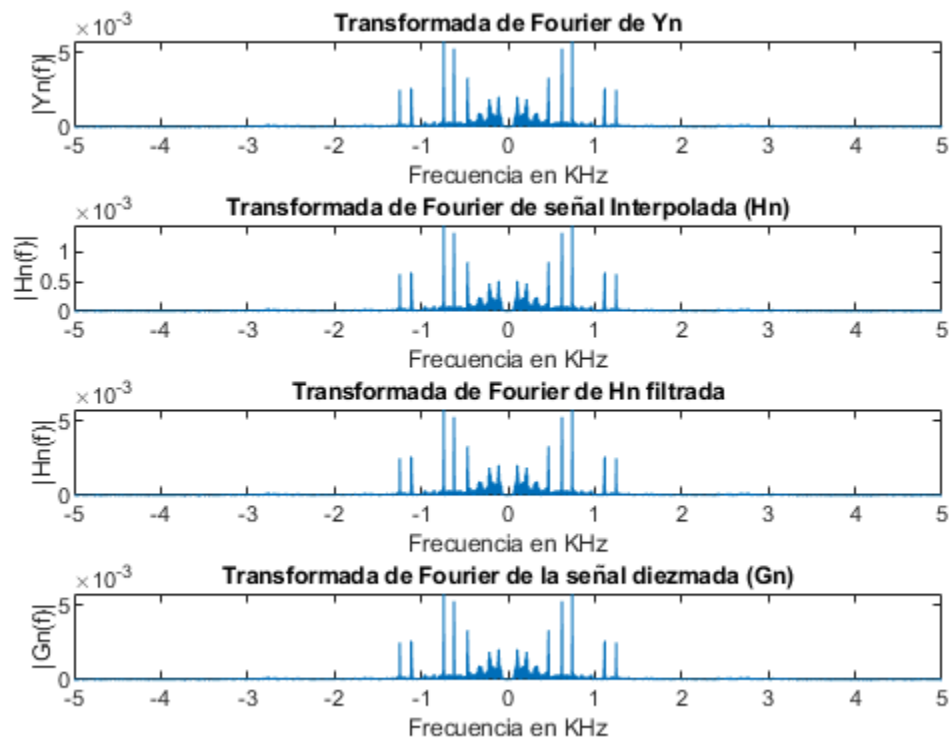 Transformada de Fourier de Yn
×10⁻³
5
0
|Yn(f)|
-5 -4 -3 -2 -1 0 1 2 3 4 5
Frecuencia en KHz
Transformada de Fourier de señal Interpolada (Hn)
×10⁻³
1
0.5
0
|Hn(f)|
-5 -4 -3 -2 -1 0 1 2 3 4 5
Frecuencia en KHz
Transformada de Fourier de Hn filtrada
×10⁻³
5
0
|Hn(f)|
-5 -4 -3 -2 -1 0 1 2 3 4 5
Frecuencia en KHz
Transformada de Fourier de la señal diezmada (Gn)
×10⁻³
5
0
|Gn(f)|
-5 -4 -3 -2 -1 0 1 2 3 4 5
Frecuencia en KHz